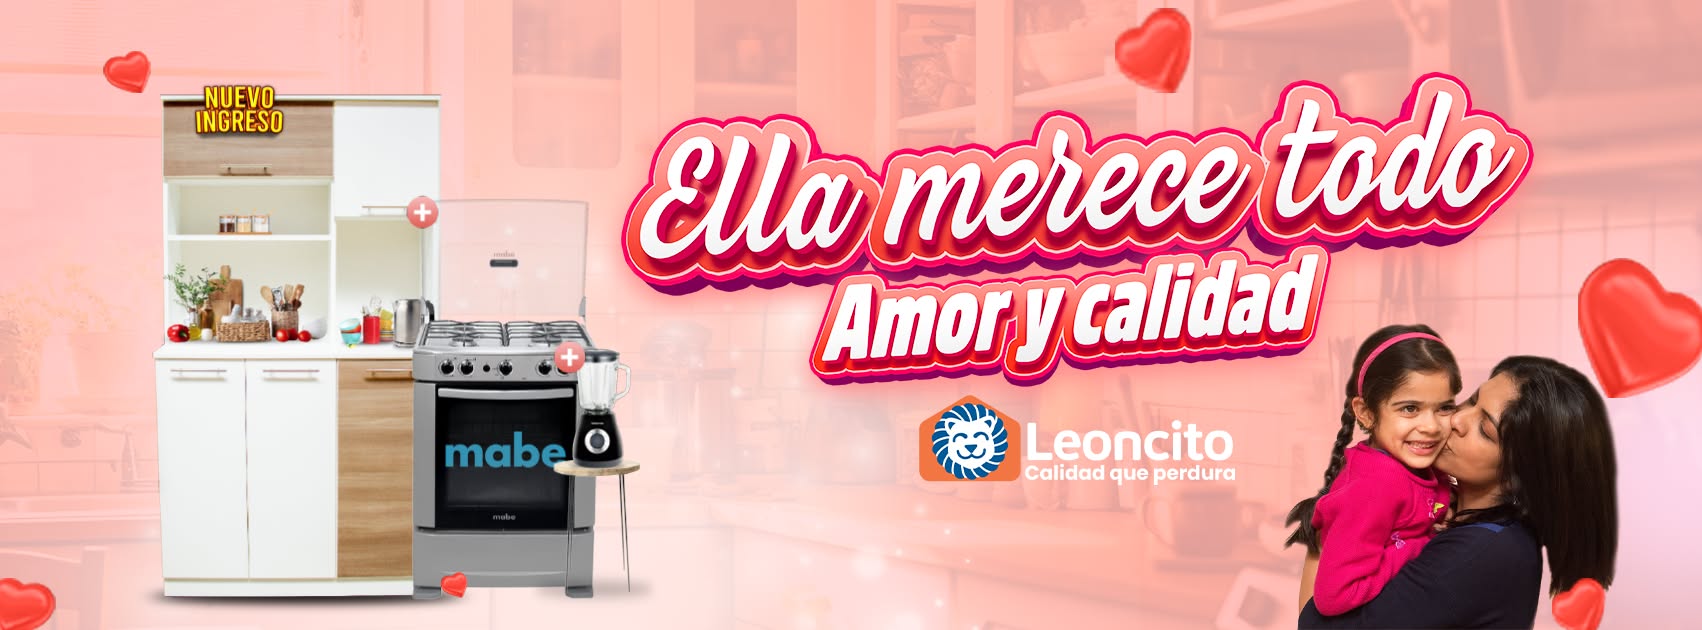 NUEVO
INGRESO
Ella merece todo
Amor y calidad
Leoncito
Calidad que perdura
mabe
mabe
mabe